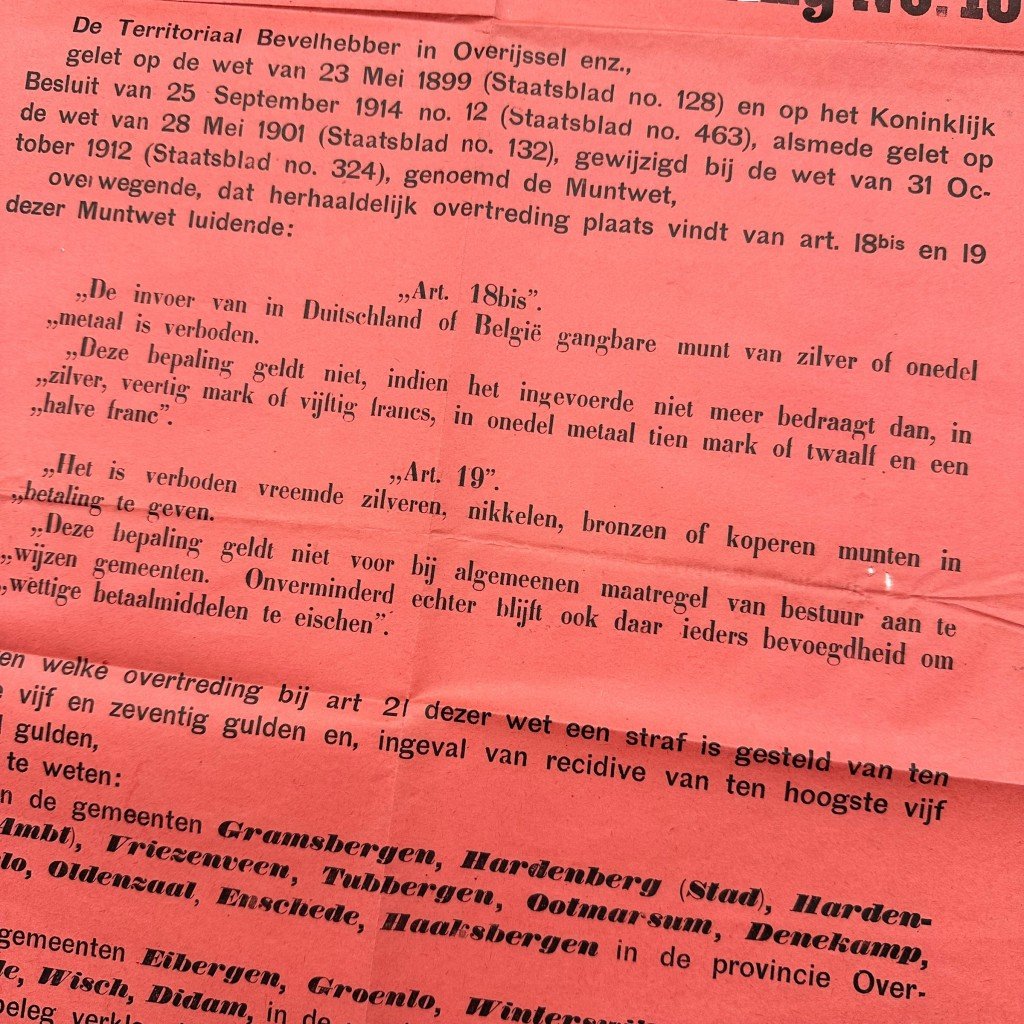 No. 10
De Territoriaal Bevelhebber in Overijssel enz.,
gelet op de wet van 23 Mei 1899 (Staatsblad no. 128) en op het Koninklijk
Besluit van 25 September 1914 no. 12 (Staatsblad no. 463), alsmede gelet op
de wet van 28 Mei 1901 (Staatsblad no. 132), gewijzigd bij de wet van 31 Oc-
tober 1912 (Staatsblad no. 324), genoemd de Muntwet,
overwegende, dat herhaaldelijk overtreding plaats vindt van art. 18bis en 19
dezer Muntwet luidende:
„Art. 18bis”.
„De invoer van in Duitschland of België gangbare munt van zilver of onedel
„metaal is verboden.
„Deze bepaling geldt niet, indien het ingevoerde niet meer bedraagt dan, in
„zilver, veertig mark of vijftig francs, in onedel metaal tien mark of twaalf en een
„halve franc”.
„Art. 19”.
„Het is verboden vreemde zilveren, nikkelen, bronzen of koperen munten in
„betaling te geven.
„Deze bepaling geldt niet voor bij algemeenen maatregel van bestuur aan te
„wijzen gemeenten. Onverminderd echter blijft ook daar ieders bevoegdheid om
„wettige betaalmiddelen te eischen”.
en welke overtreding bij art 21 dezer wet een straf is gesteld van ten
vijf en zeventig gulden en, ingeval van recidive van ten hoogste vijf
gulden,
te weten:
de gemeenten Gramsbergen, Hardenberg (Stad), Harden-
Ambt), Vriezenveen, Tubbergen, Ootmarsum, Denekamp,
lo, Oldenzaal, Enschede, Haaksbergen in de provincie Over-
gemeenten Eibergen, Groenlo, Wintersw
Wisch, Didam, in de
beleg